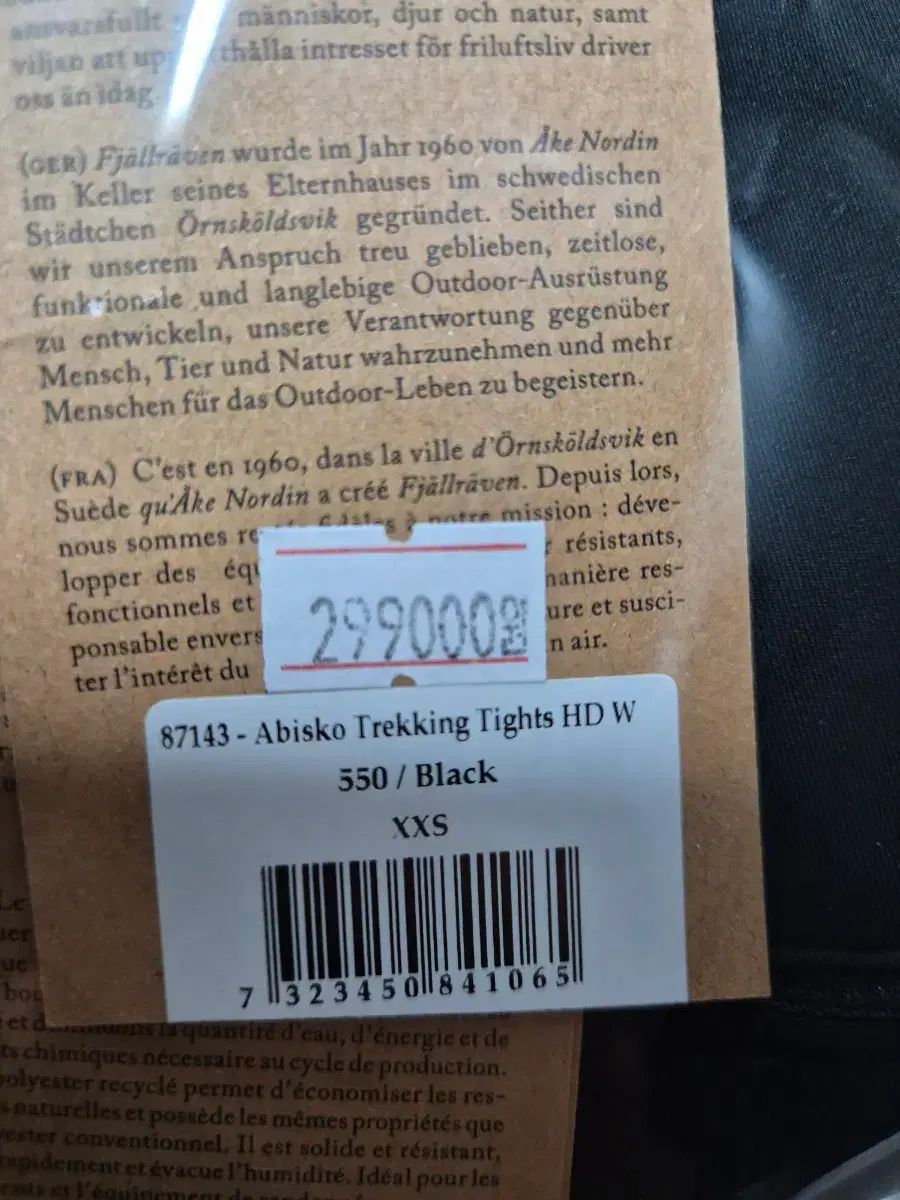 ansvarsfullt människor, djur och natur, samt
viljan att upprätthålla intresset för friluftsliv driver
oss än idag.
(GER) Fjällräven wurde im Jahr 1960 von Åke Nordin
im Keller seines Elternhauses im schwedischen
Städtchen Örnsköldsvik gegründet. Seither sind
wir unserem Anspruch treu geblieben, zeitlose,
funktionale und langlebige Outdoor-Ausrüstung
zu entwickeln, unsere Verantwortung gegenüber
Mensch, Tier und Natur wahrzunehmen und mehr
Menschen für das Outdoor-Leben zu begeistern.
(FRA) C'est en 1960, dans la ville d'Örnsköldsvik en
Suède qu'Åke Nordin a créé Fjällräven. Depuis lors,
nous sommes à notre mission : déve-
lopper des résistants,
fonctionnels et manière res-
ponsable envers ure et susci-
ter l'intérêt du n air.
299000원
87143 - Abisko Trekking Tights HD W
550 / Black
XXS
7 323450 841065
la quantité d'eau, d'énergie et de
ts chimiques nécessaire au cycle de production.
polyester recyclé permet d'économiser les res-
s naturelles et possède les mêmes propriétés que
yester conventionnel. Il est solide et résistant,
rapidement et évacue l'humidité. Idéal pour les
ents et l'équipement de